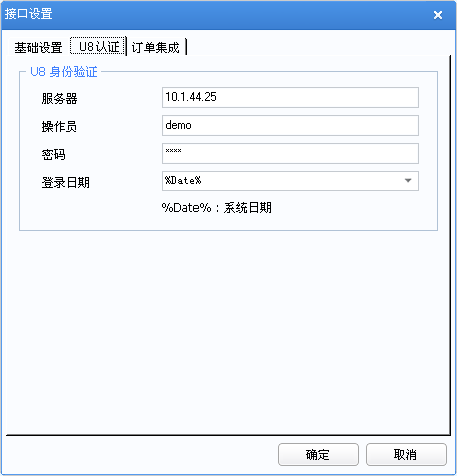 接口设置
基础设置 U8认证 订单集成
U8 身份验证
服务器 10.1.44.25
操作员 demo
密码 ****
登录日期 %Date%
%Date%：系统日期
确定 取消